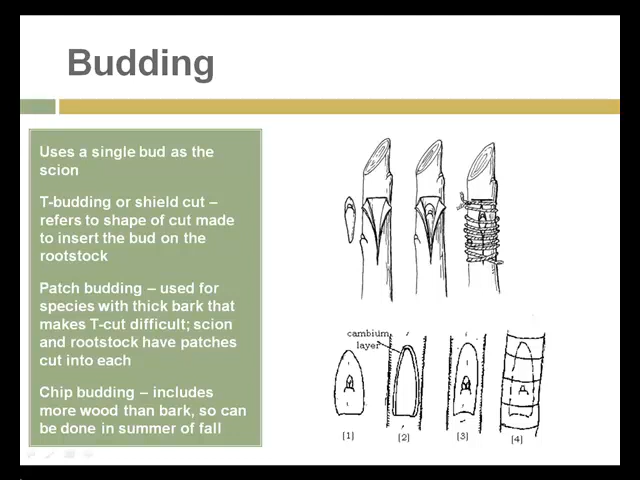 Budding
Uses a single bud as the
scion
T-budding or shield cut –
refers to shape of cut made
to insert the bud on the
rootstock
Patch budding – used for
species with thick bark that
makes T-cut difficult; scion
and rootstock have patches
cut into each
Chip budding – includes
more wood than bark, so can
be done in summer of fall
cambium
layer
[1] [2] [3] [4]